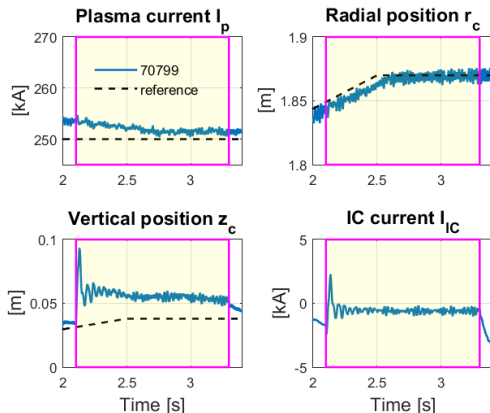 Plasma current I_p
270
260
250
[kA]
70799
reference
2
2.5
3
Radial position r_c
1.9
1.85
1.8
[m]
2
2.5
3
Vertical position z_c
0.1
0.05
0
[m]
2
2.5
3
Time [s]
IC current I_IC
5
0
-5
[kA]
2
2.5
3
Time [s]